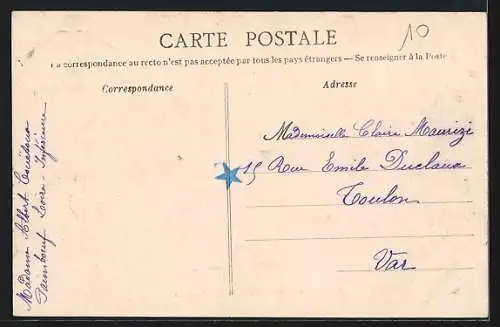 10
CARTE POSTALE
La correspondance au recto n'est pas acceptée par tous les pays étrangers — Se renseigner à la Poste
Correspondance
Adresse
Mademoiselle Claire Maurizi
15 Rue Emile Duclaux
Toulon
Var
Madame Albert
Paimboeuf Loire-Inférieure